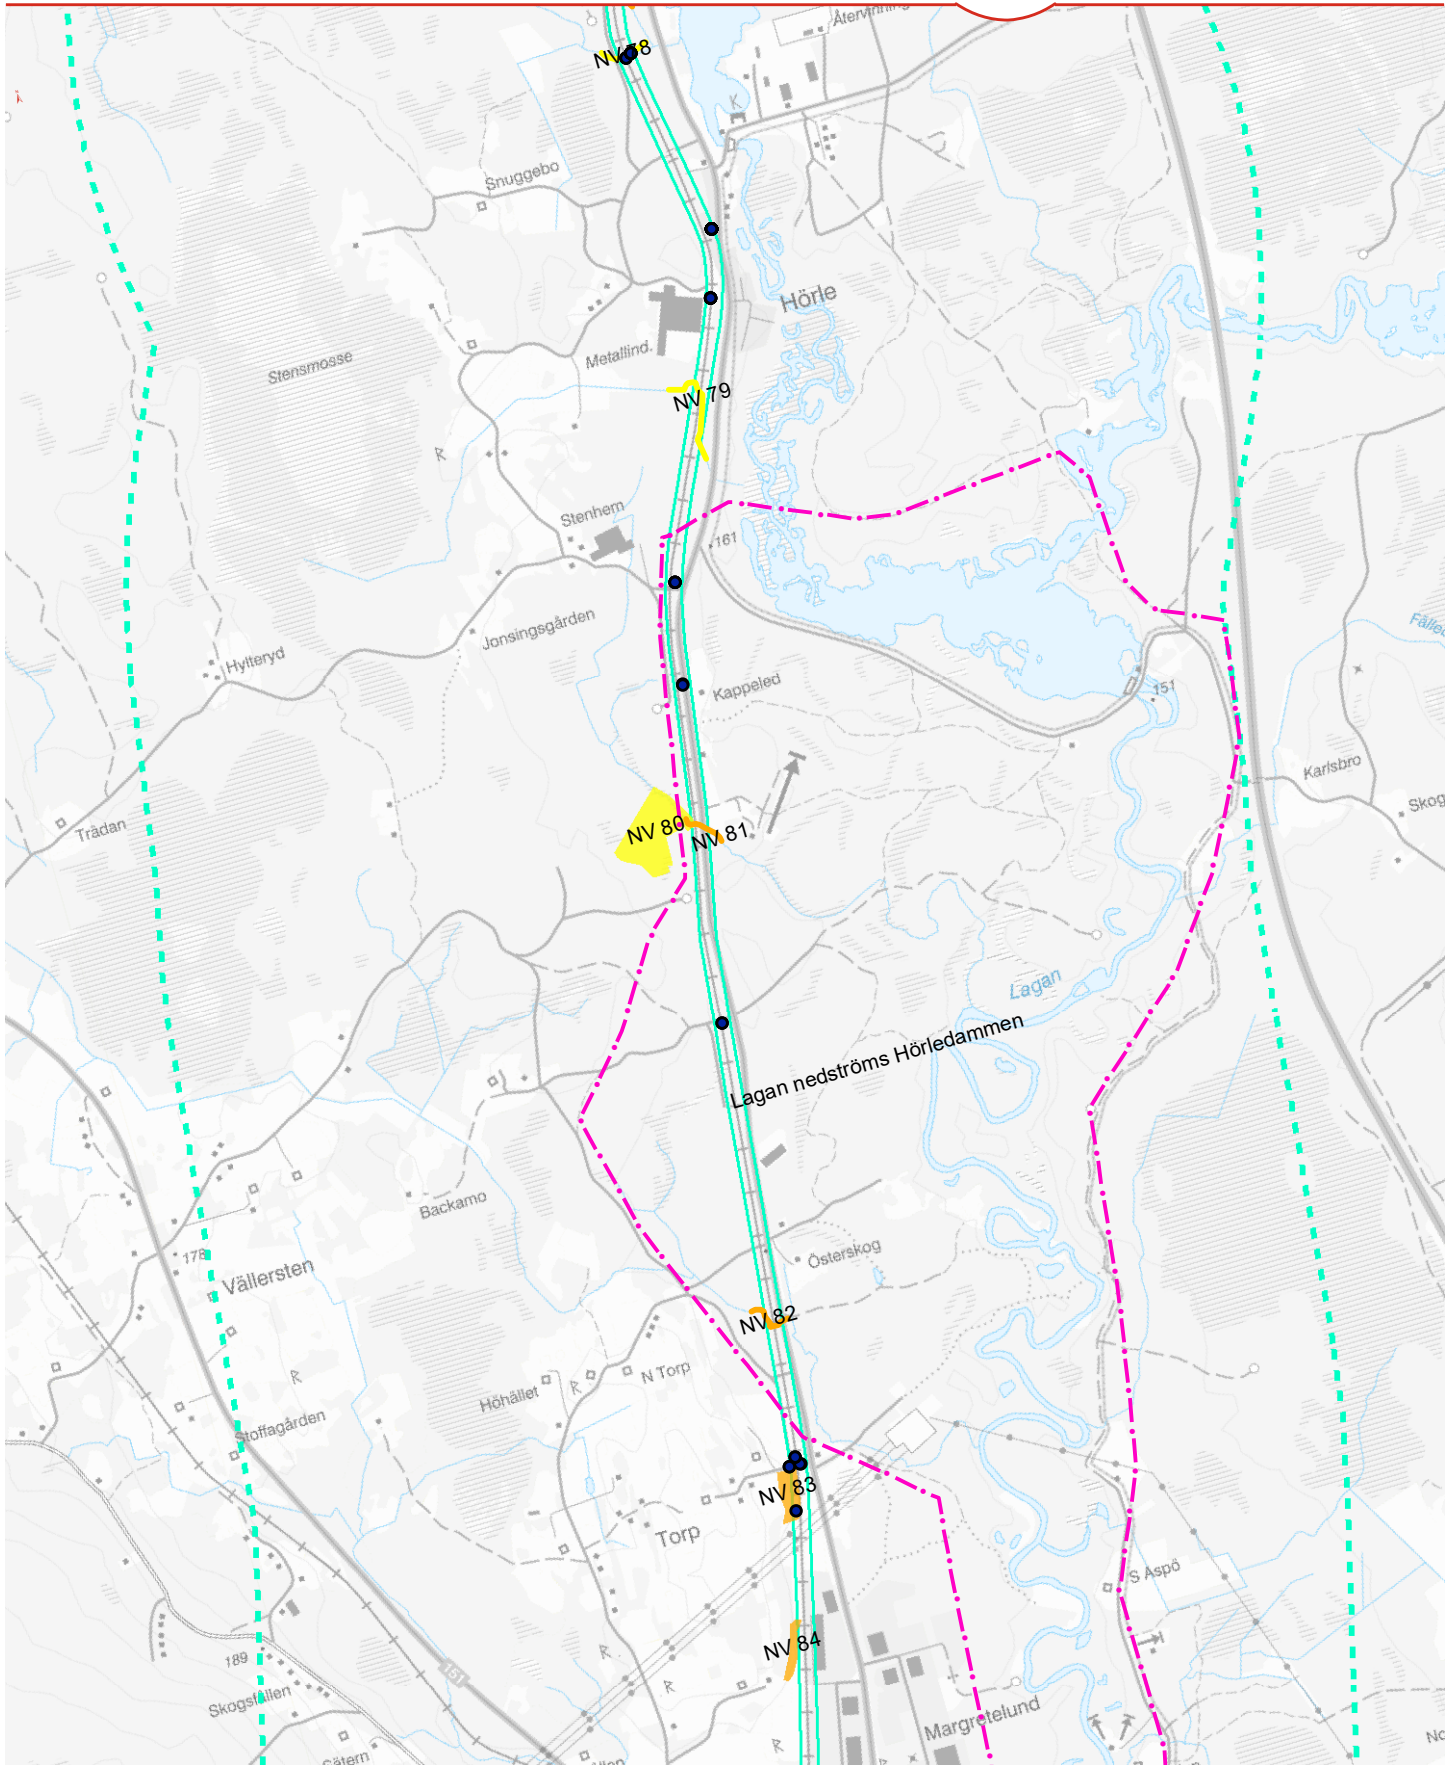 Återvinning
NV 78
K
Snuggebo
Hörle
Stensmosse
Metallind.
NV 79
R
Stenhem
161
Jonsingsgården
Hylteryd
Kappeled
151
Karlsbro
Trädan
NV 80
NV 81
Lagan
Lagan nedströms Hörledammen
Backamo
Österskog
178
Vällersten
NV 82
N Torp
R
R
Höhället
Stoffagården
NV 83
Torp
S Aspö
NV 84
R
189
151
Skogsfällen
R
Margretelund
R
Sätern